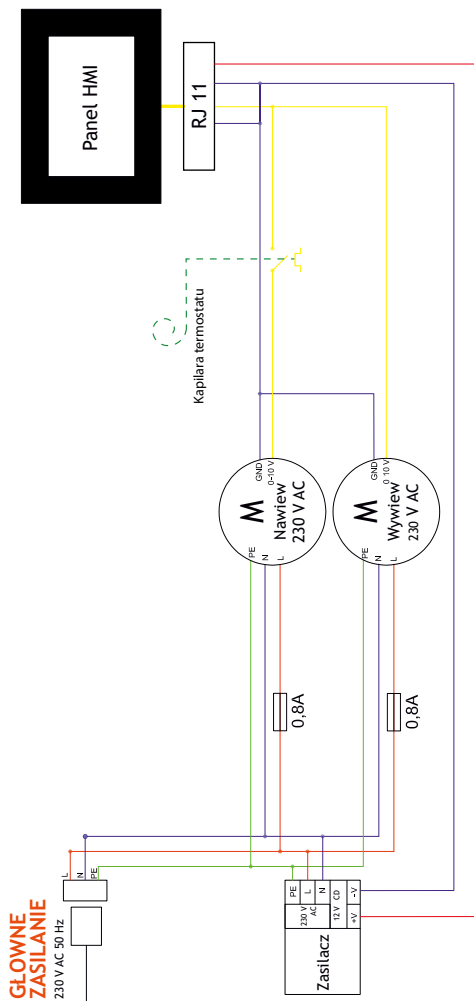 GŁOWNE
ZASILANIE
230 V AC 50 Hz
L
N
PE
Zasilacz
230 V
AC
12 V CD
PE
L
N
+V
-V
0,8A
0,8A
PE
N
L
M
Nawiew
230 V AC
GND
0-10 V
PE
N
L
M
Wywiew
230 V AC
GND
0 10 V
Kapilara termostatu
Panel HMI
RJ 11